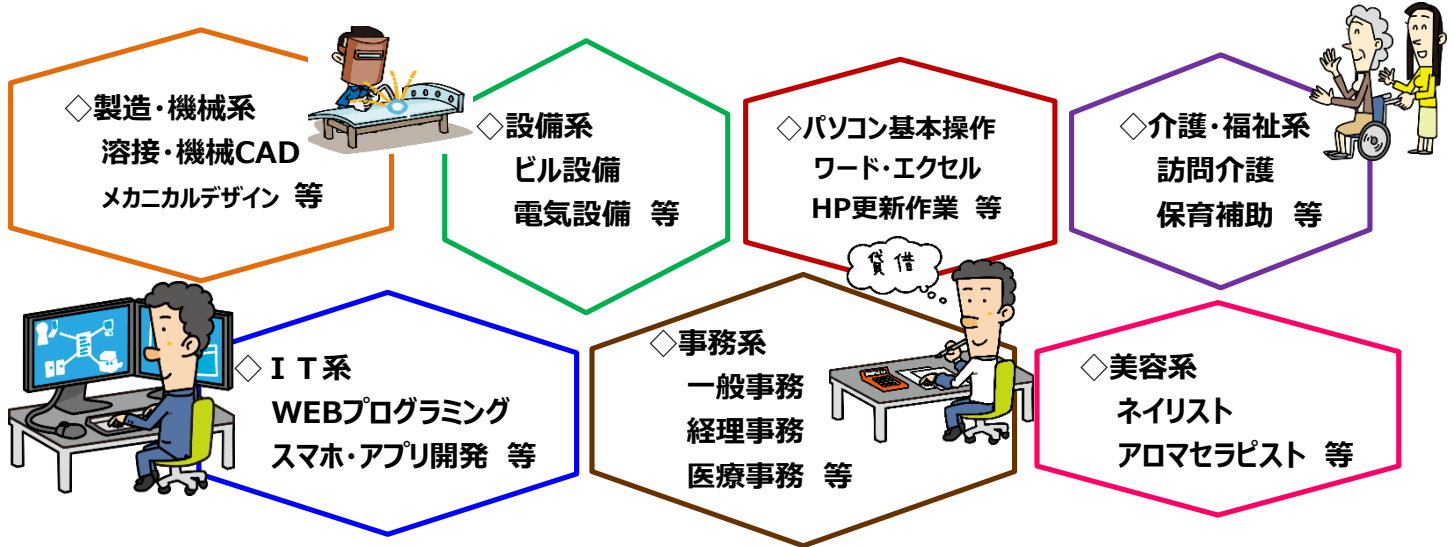 ◇製造・機械系
溶接・機械CAD
メカニカルデザイン 等
◇設備系
ビル設備
電気設備 等
◇パソコン基本操作
ワード・エクセル
HP更新作業 等
◇介護・福祉系
訪問介護
保育補助 等
◇ＩＴ系
WEBプログラミング
スマホ・アプリ開発 等
◇事務系
一般事務
経理事務
医療事務 等
貸借
◇美容系
ネイリスト
アロマセラピスト 等